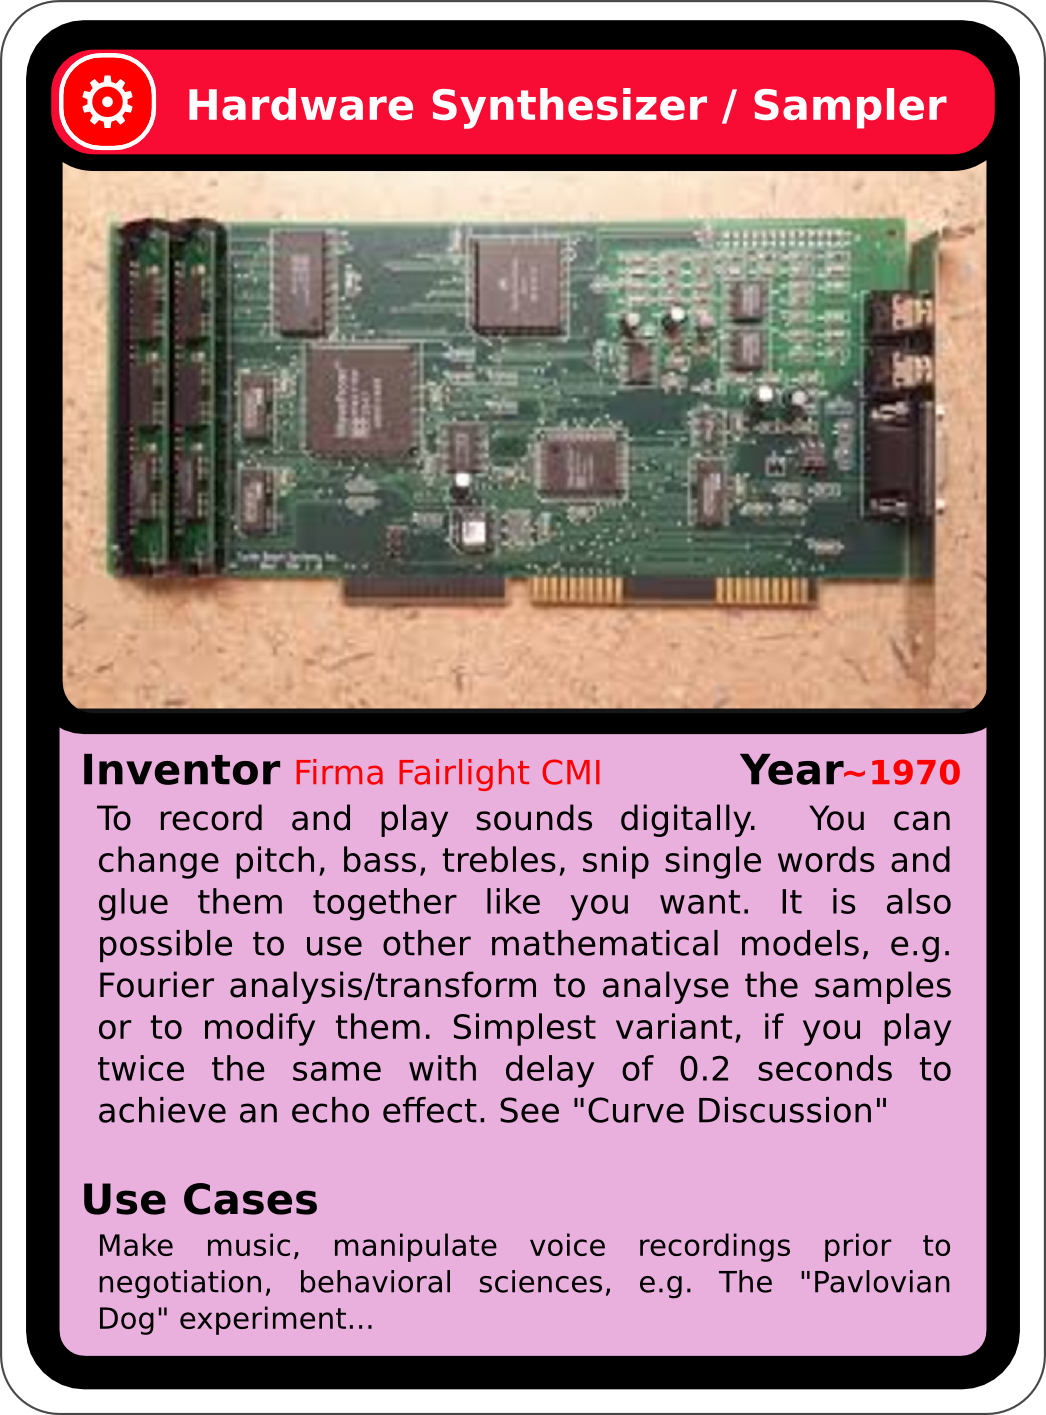 Hardware Synthesizer / Sampler
Inventor Firma Fairlight CMI Year~1970
To record and play sounds digitally. You can
change pitch, bass, trebles, snip single words and
glue them together like you want. It is also
possible to use other mathematical models, e.g.
Fourier analysis/transform to analyse the samples
or to modify them. Simplest variant, if you play
twice the same with delay of 0.2 seconds to
achieve an echo effect. See "Curve Discussion"
Use Cases
Make music, manipulate voice recordings prior to
negotiation, behavioral sciences, e.g. The "Pavlovian
Dog" experiment...